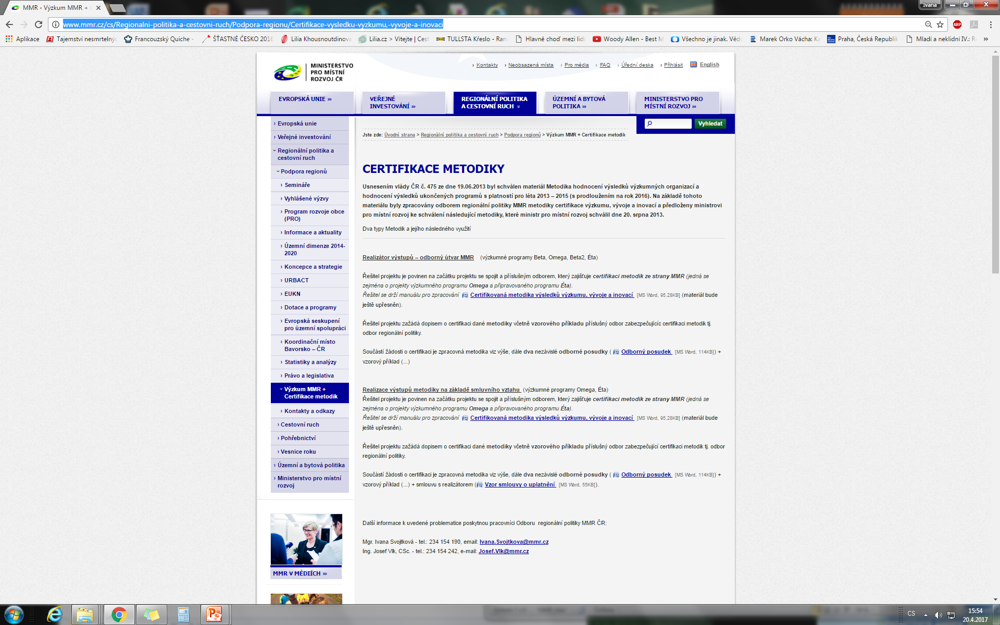 MMR - Výzkum MMR +
Ivana
www.mmr.cz/cs/Regionalni-politika-a-cestovni-ruch/Podpora-regionu/Certifikace-vysledku-vyzkumu,-vyvoje-a-inovaci
ABP
Aplikace Tajemství nesmrtelný Francouzský Quiche - ŠŤASTNÉ ČESKO 2016 Lilia Khousnoutdinova Lilia.cz > Vítejte | Cest TULLSTA Křeslo - Ran Hlavně choď mezi lidi Woody Allen - Best M Všechno je jinak. Věd Marek Orko Vácha: Ka Praha, Česká Republik Mladí a neklidní IV.: R »
MINISTERSTVO
PRO MÍSTNÍ
ROZVOJ ČR
› Kontakty › Neobsazená místa › Pro média › FAQ › Úřední deska › Přihlásit English
EVROPSKÁ UNIE »
VEŘEJNÉ
INVESTOVÁNÍ »
REGIONÁLNÍ POLITIKA
A CESTOVNÍ RUCH
ÚZEMNÍ A BYTOVÁ
POLITIKA »
MINISTERSTVO PRO
MÍSTNÍ ROZVOJ »
Vyhledat
› Evropská unie
› Veřejné investování
Regionální politika a
cestovní ruch
Podpora regionů
› Semináře
› Vyhlášené výzvy
› Program rozvoje obce
(PRO)
› Informace a aktuality
› Územní dimenze 2014-
2020
› Koncepce a strategie
› URBACT
› EUKN
› Dotace a programy
› Evropská seskupení
pro územní spolupráci
› Koordinační místo
Bavorsko – ČR
› Statistiky a analýzy
› Právo a legislativa
Výzkum MMR +
Certifikace metodik
› Kontakty a odkazy
› Cestovní ruch
› Pohřebnictví
› Vesnice roku
› Územní a bytová politika
› Ministerstvo pro místní
rozvoj
MMR V MÉDIÍCH »
Jste zde: Úvodní strana > Regionální politika a cestovní ruch > Podpora regionů > Výzkum MMR + Certifikace metodik
CERTIFIKACE METODIKY
Usnesením vlády ČR č. 475 ze dne 19.06.2013 byl schválen materiál Metodika hodnocení výsledků výzkumných organizací a
hodnocení výsledků ukončených programů s platností pro léta 2013 – 2015 (s prodloužením na rok 2016). Na základě tohoto
materiálu byly zpracovány odborem regionální politiky MMR metodiky certifikace výzkumu, vývoje a inovací a předloženy ministrovi
pro místní rozvoj ke schválení následující metodiky, které ministr pro místní rozvoj schválil dne 20. srpna 2013.
Dva typy Metodik a jejího následného využití
Realizátor výstupů – odborný útvar MMR (výzkumné programy Beta, Omega, Beta2, Éta)
Řešitel projektu je povinen na začátku projektu se spojit a příslušným odborem, který zajišťuje certifikaci metodik ze strany MMR (jedná se
zejména o projekty výzkumného programu Omega a připravovaného programu Éta).
Řešitel se drží manuálu pro zpracování Certifikovaná metodika výsledků výzkumu, vývoje a inovací [MS Word, 95.28KB] (materiál bude
ještě upřesněn).
Řešitel projektu zažádá dopisem o certifikaci dané metodiky včetně vzorového příkladu příslušný odbor zabezpečujícíc certifikaci metodik tj.
odbor regionální politiky.
Součástí žádosti o certifikaci je zpracovná metodika viz výše, dále dva nezávislé odborné posudky ( Odborný posudek [MS Word, 114KB]) +
vzorový příklad (...)
Realizace výstupů metodiky na základě smluvního vztahu (výzkumné programy Omega, Éta)
Řešitel projektu je povinen na začátku projektu se spojit a příslušným odborem, který zajišťuje certifikaci metodik ze strany MMR (jedná se
zejména o projekty výzkumného programu Omega a připravovaného programu Éta).
Řešitel se drží manuálu pro zpracování Certifikovaná metodika výsledků výzkumu, vývoje a inovací [MS Word, 95.28KB] (materiál bude
ještě upřesněn).
Řešitel projektu zažádá dopisem o certifikaci dané metodiky včetně vzorového příkladu příslušný odbor zabezpečující certifikaci metodik tj. odbor
regionální politiky.
Součástí žádosti o certifikaci je zpracovná metodika viz výše, dále dva nezávislé odborné posudky ( Odborný posudek [MS Word, 114KB]) +
vzorový příklad (...) + smlouvu s realizátorem ( Vzor smlouvy o uplatnění [MS Word, 55KB]).
Další informace k uvedené problematice poskytnou pracovníci Odboru regionální politiky MMR ČR:
Mgr. Ivana Svojtková - tel.: 234 154 190, email: Ivana.Svojtkova@mmr.cz
Ing. Josef Vlk, CSc. - tel.: 234 154 242, e-mail: Josef.Vlk@mmr.cz
CS
15:54
20.4.2017